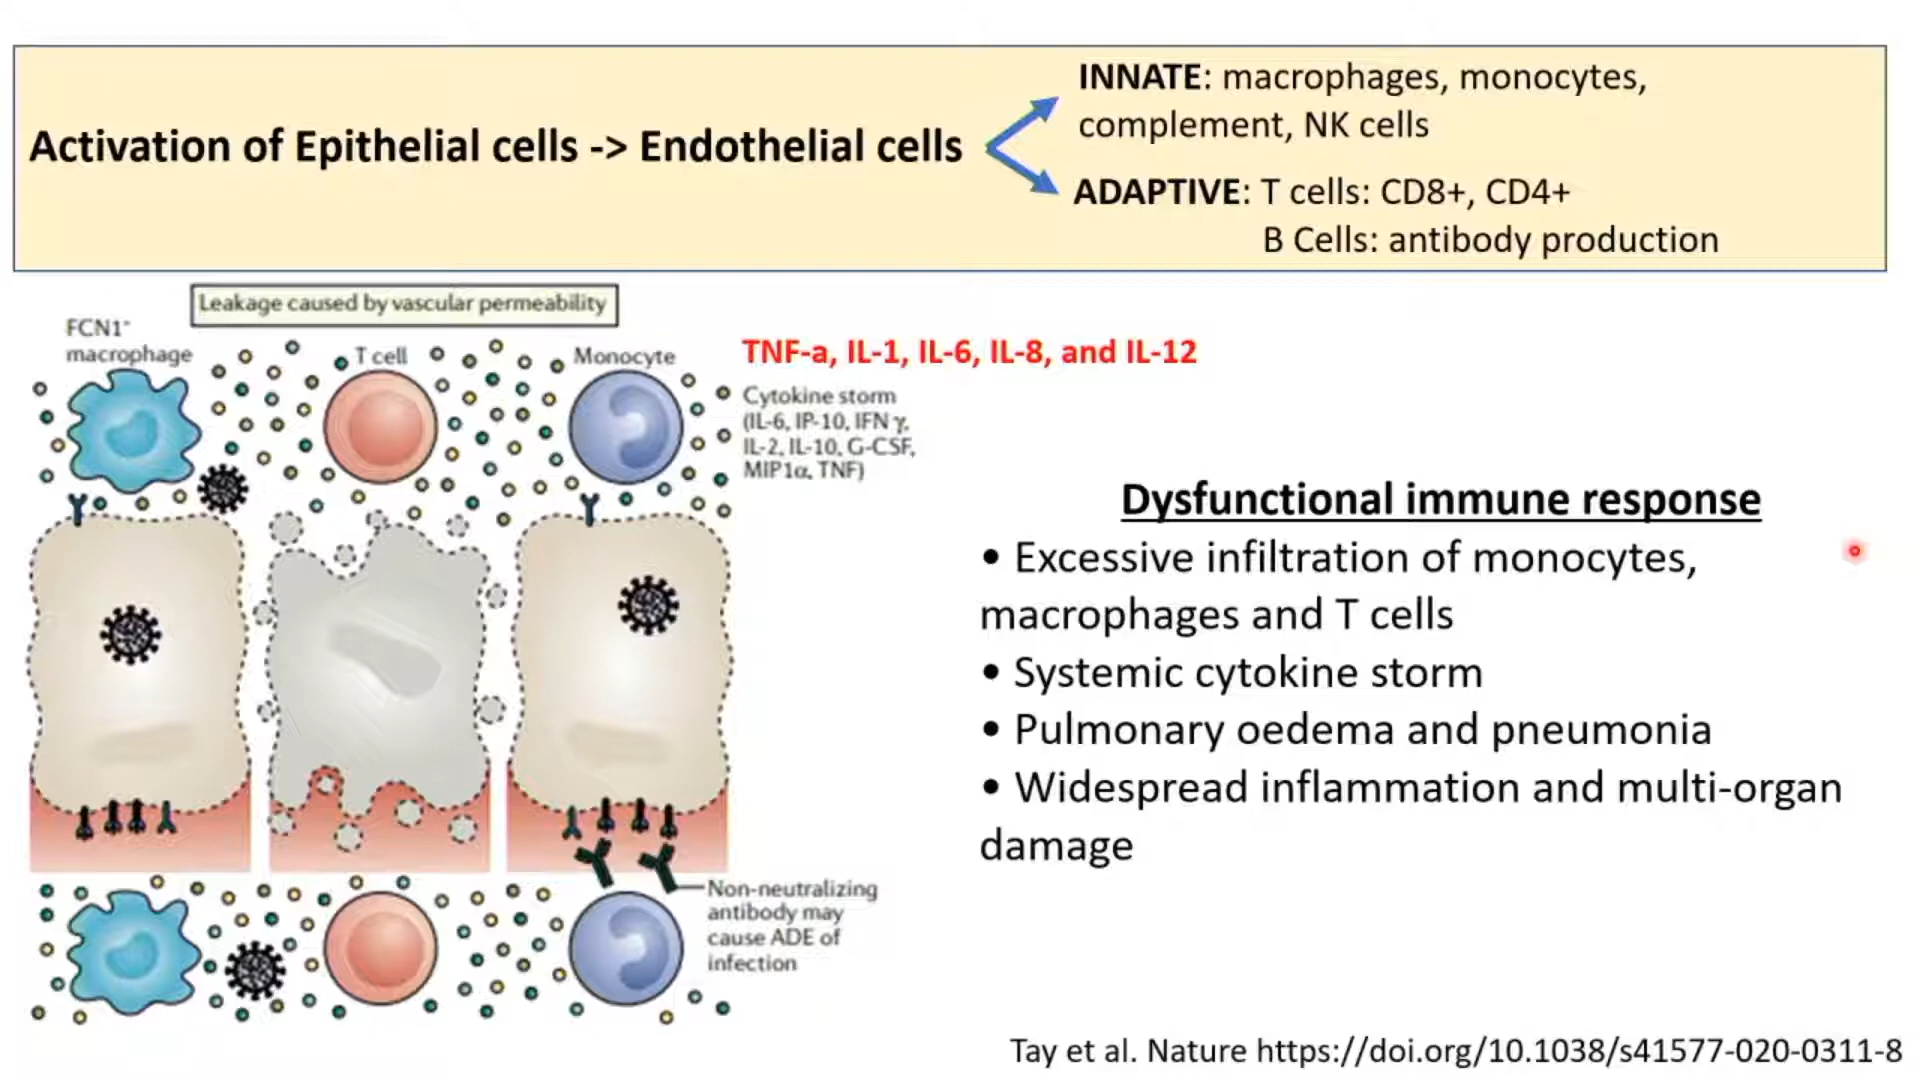 Activation of Epithelial cells -> Endothelial cells
INNATE: macrophages, monocytes,
complement, NK cells
ADAPTIVE: T cells: CD8+, CD4+
B Cells: antibody production
Leakage caused by vascular permeability
FCN1+
macrophage
T cell
Monocyte
TNF-a, IL-1, IL-6, IL-8, and IL-12
Cytokine storm
(IL-6, IP-10, IFN γ,
IL-2, IL-10, G-CSF,
MIP1α, TNF)
Dysfunctional immune response
• Excessive infiltration of monocytes,
macrophages and T cells
• Systemic cytokine storm
• Pulmonary oedema and pneumonia
• Widespread inflammation and multi-organ
damage
Non-neutralizing
antibody may
cause ADE of
infection
Tay et al. Nature https://doi.org/10.1038/s41577-020-0311-8